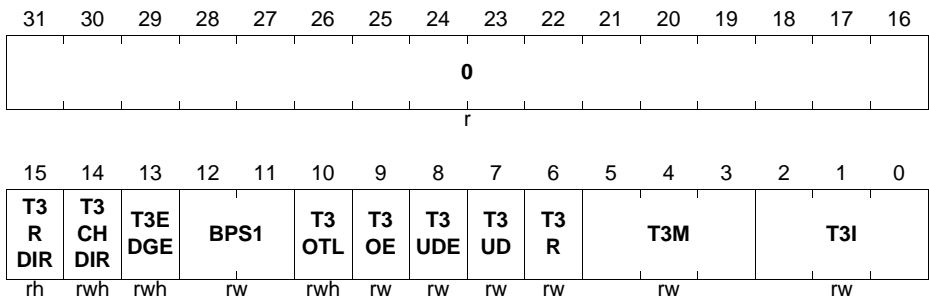 31 30 29 28 27 26 25 24 23 22 21 20 19 18 17 16
0
r
15 14 13 12 11 10 9 8 7 6 5 4 3 2 1 0
T3 R DIR T3 CH DIR T3E DGE BPS1 T3 OTL T3 OE T3 UDE T3 UD T3 R T3M T3I
rh rwh rwh rw rwh rw rw rw rw rw rw